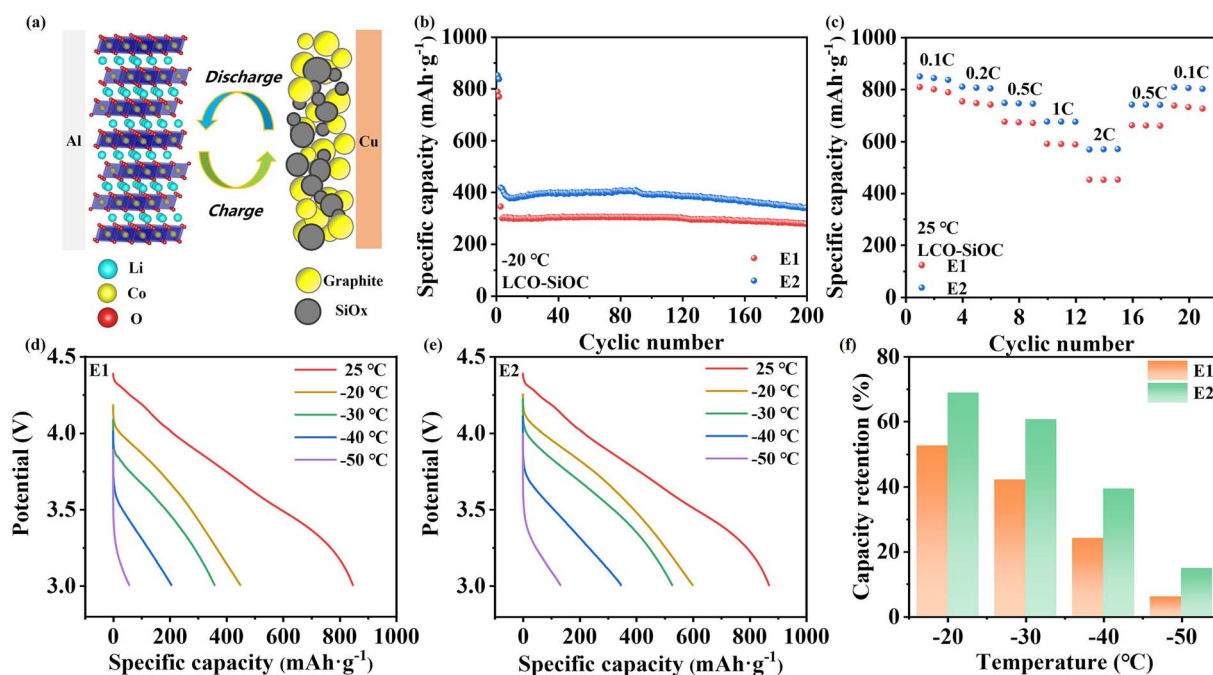 (a)
Al
Discharge
Charge
Cu
Li
Co
O
Graphite
SiOx
(b)
Specific capacity (mAh·g⁻¹)
1000
800
600
400
200
0
-20 ℃
LCO-SiOC
E1
E2
0 40 80 120 160 200
Cyclic number
(c)
Specific capacity (mAh·g⁻¹)
1000
800
600
400
200
0
0.1C
0.2C
0.5C
1C
2C
0.5C
0.1C
25 ℃
LCO-SiOC
E1
E2
0 4 8 12 16 20
Cyclic number
(d)
Potential (V)
4.5
4.0
3.5
3.0
E1
25 ℃
-20 ℃
-30 ℃
-40 ℃
-50 ℃
0 200 400 600 800 1000
Specific capacity (mAh·g⁻¹)
(e)
Potential (V)
4.5
4.0
3.5
3.0
E2
25 ℃
-20 ℃
-30 ℃
-40 ℃
-50 ℃
0 200 400 600 800 1000
Specific capacity (mAh·g⁻¹)
(f)
Capacity retention (%)
80
60
40
20
0
E1
E2
-20 -30 -40 -50
Temperature (℃)